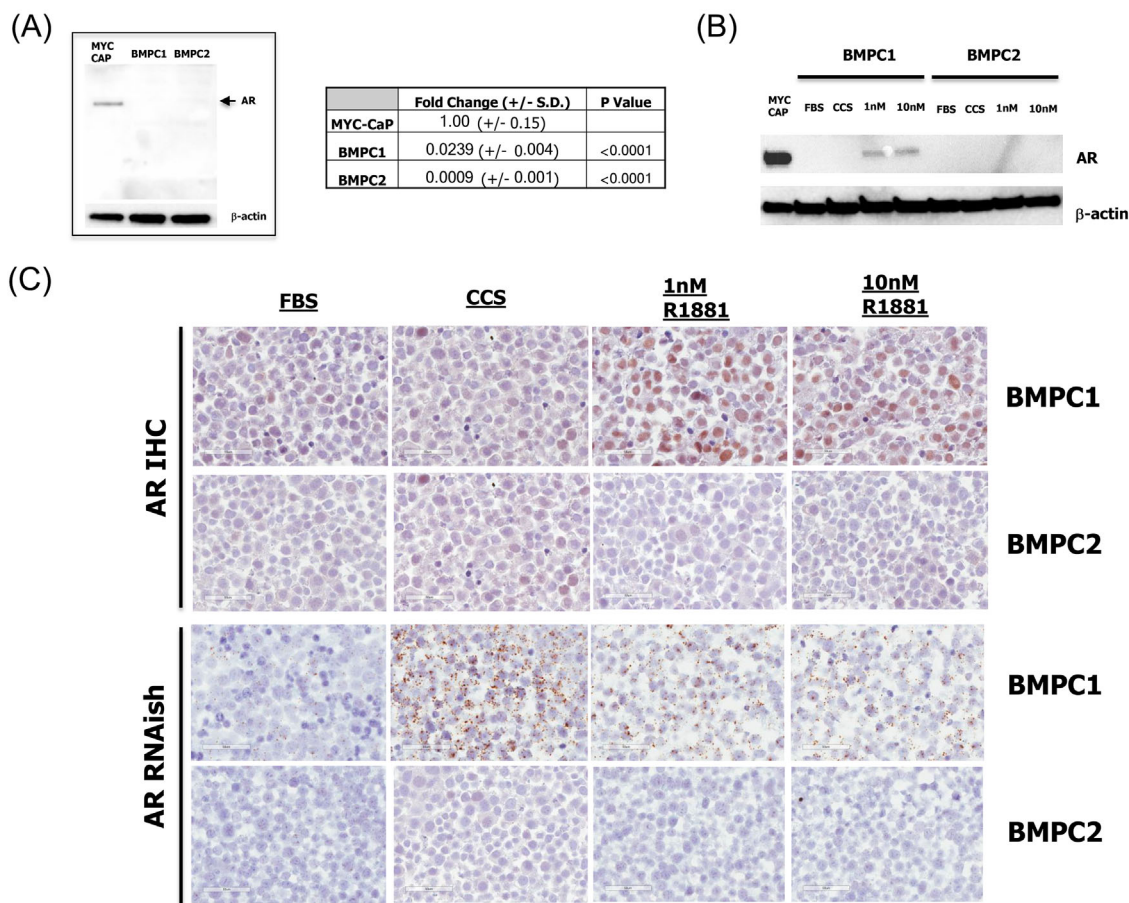 (A)
MYC
CAP BMPC1 BMPC2
AR
β-actin
Fold Change (+/- S.D.) P Value
MYC-CaP 1.00 (+/- 0.15)
BMPC1 0.0239 (+/- 0.004) <0.0001
BMPC2 0.0009 (+/- 0.001) <0.0001
(B)
BMPC1 BMPC2
MYC
CAP FBS CCS 1nM 10nM FBS CCS 1nM 10nM
AR
β-actin
(C)
FBS CCS 1nM
R1881 10nM
R1881
AR IHC
BMPC1
BMPC2
AR RNAish
BMPC1
BMPC2